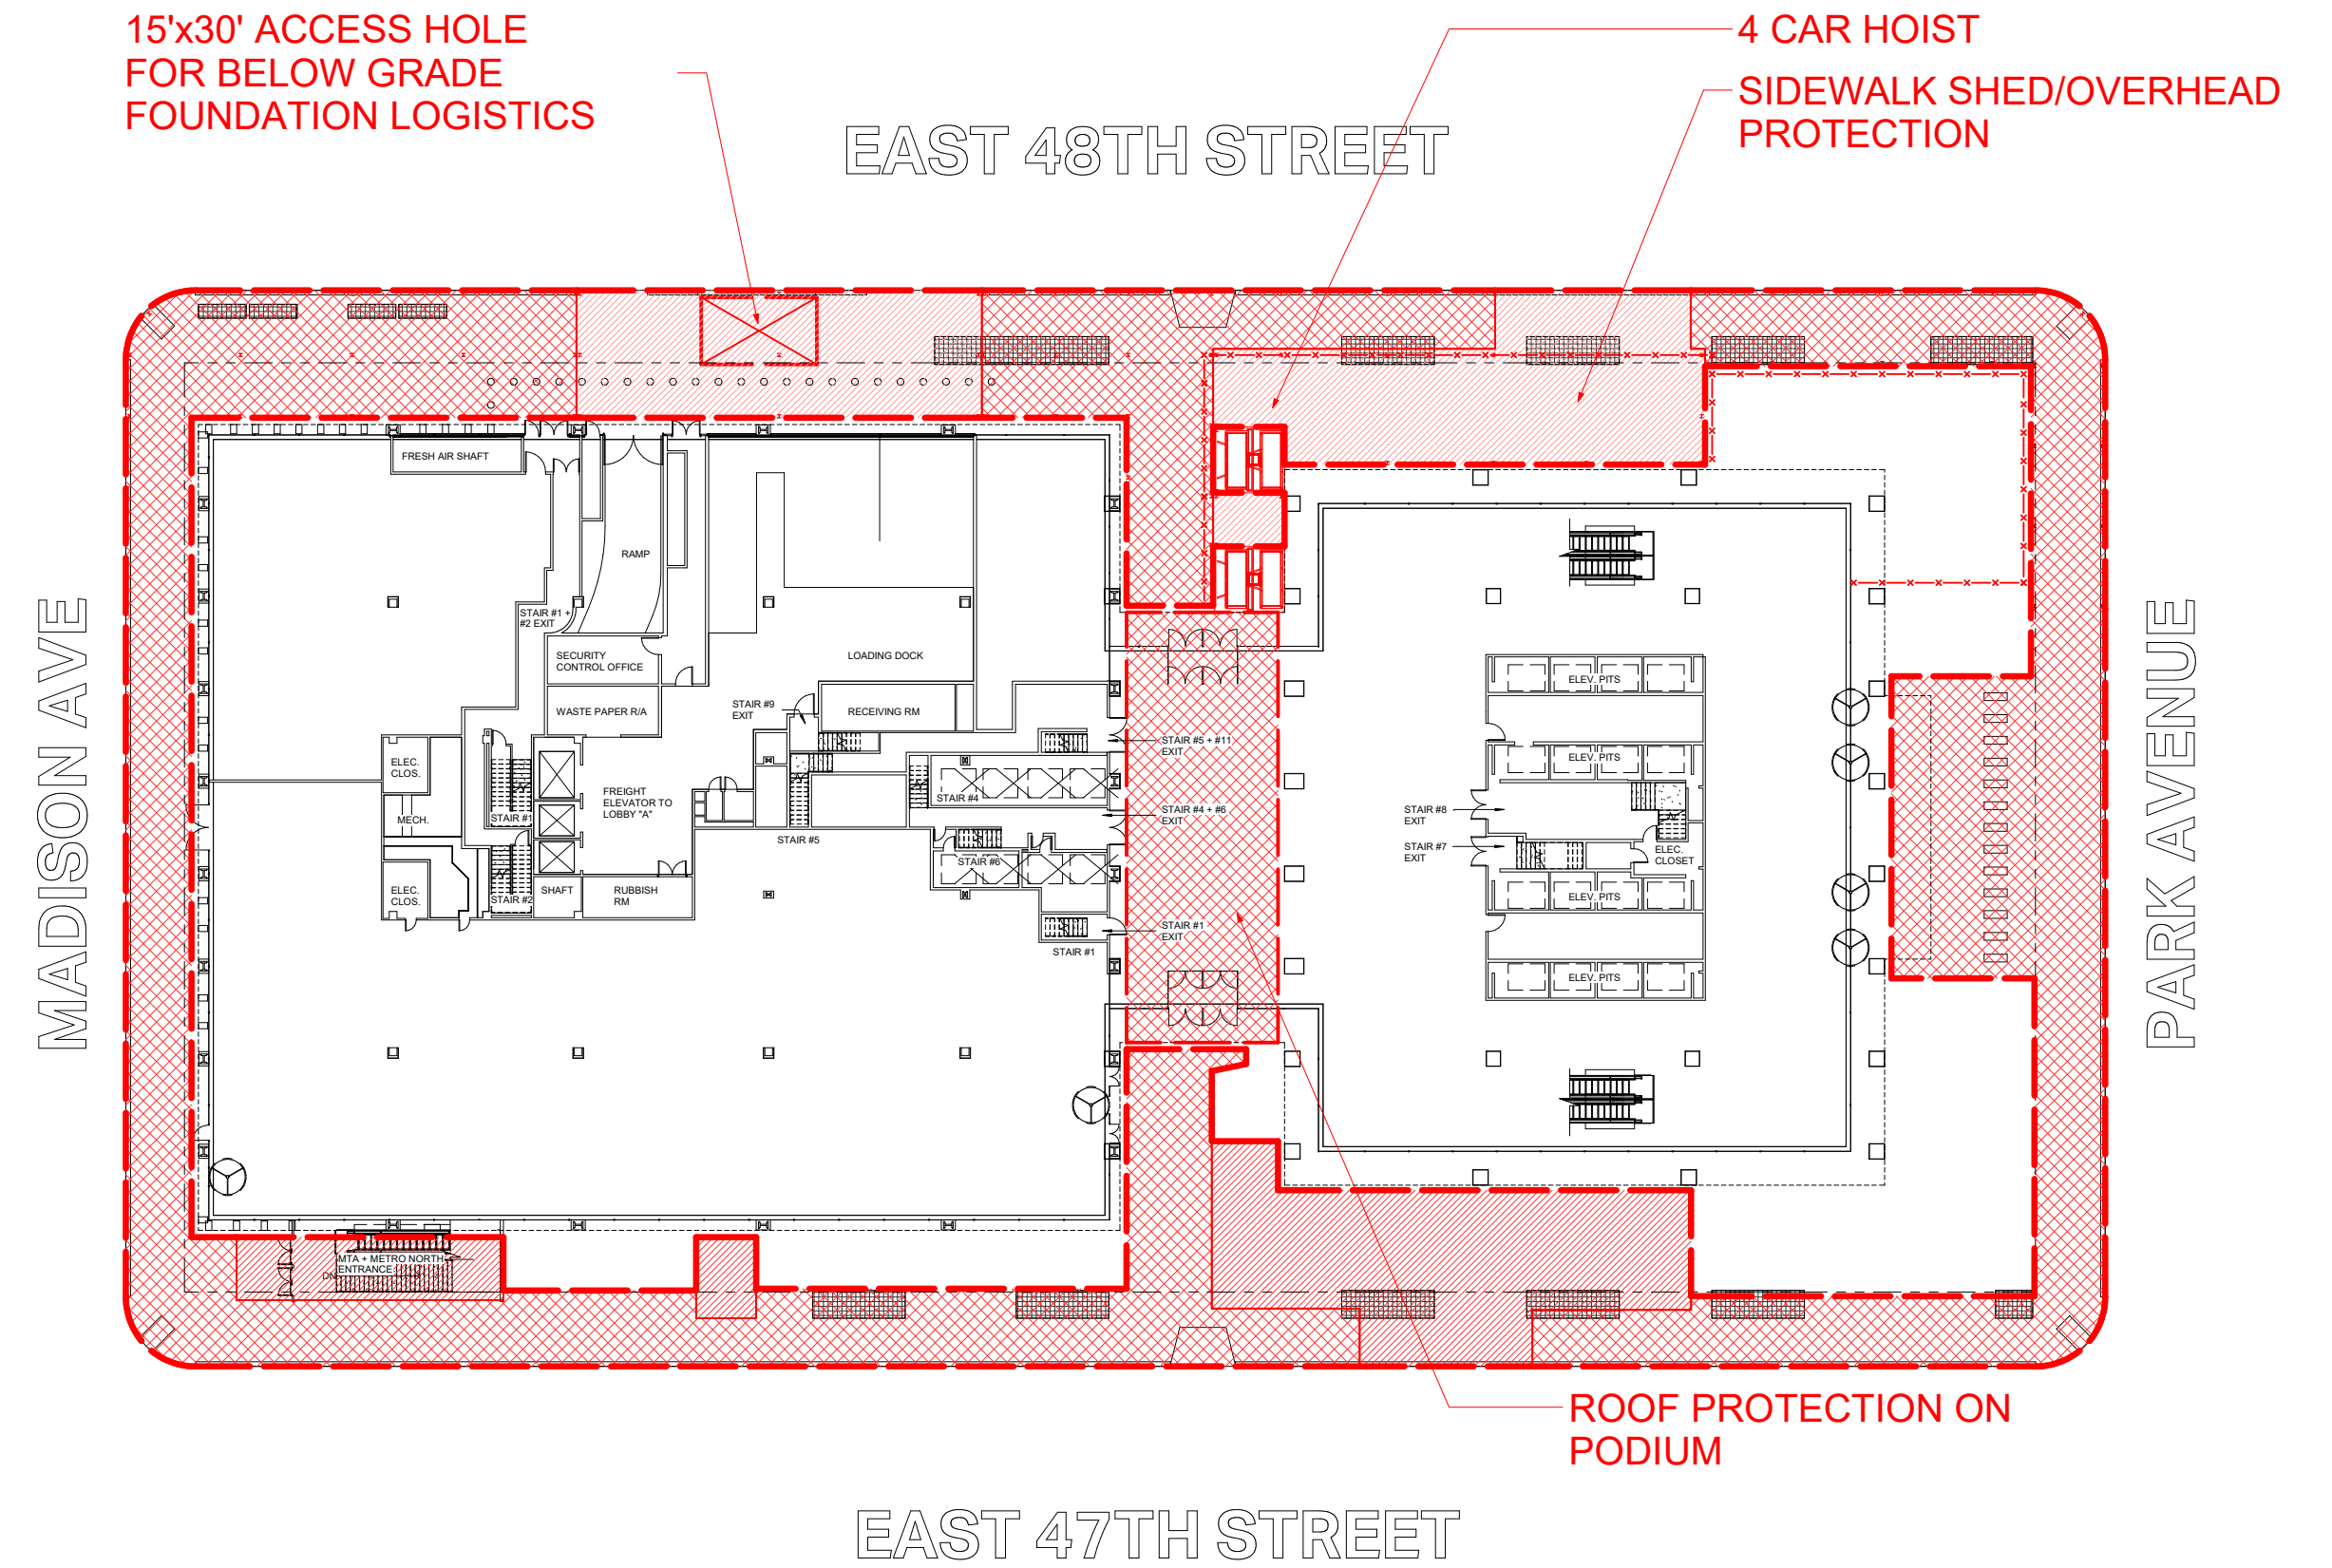 15'x30' ACCESS HOLE
FOR BELOW GRADE
FOUNDATION LOGISTICS
4 CAR HOIST
SIDEWALK SHED/OVERHEAD
PROTECTION
EAST 48TH STREET
MADISON AVE
PARK AVENUE
FRESH AIR SHAFT
RAMP
STAIR #1 +
#2 EXIT
SECURITY
CONTROL OFFICE
LOADING DOCK
WASTE PAPER R/A
STAIR #9
EXIT
RECEIVING RM
ELEC.
CLOS.
MECH.
STAIR #1
FREIGHT
ELEVATOR TO
LOBBY "A"
STAIR #4
STAIR #5
STAIR #6
ELEC.
CLOS.
STAIR #2
SHAFT
RUBBISH
RM
STAIR #1
STAIR #5 + #11
EXIT
STAIR #4 + #6
EXIT
STAIR #1
EXIT
ELEV. PITS
ELEV. PITS
STAIR #8
EXIT
STAIR #7
EXIT
ELEC.
CLOSET
ELEV. PITS
ELEV. PITS
MTA + METRO NORTH
ENTRANCE
DN
ROOF PROTECTION ON
PODIUM
EAST 47TH STREET